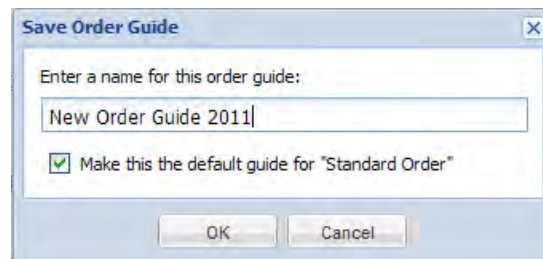 Save Order Guide
Enter a name for this order guide:
New Order Guide 2011
Make this the default guide for "Standard Order"
OK Cancel